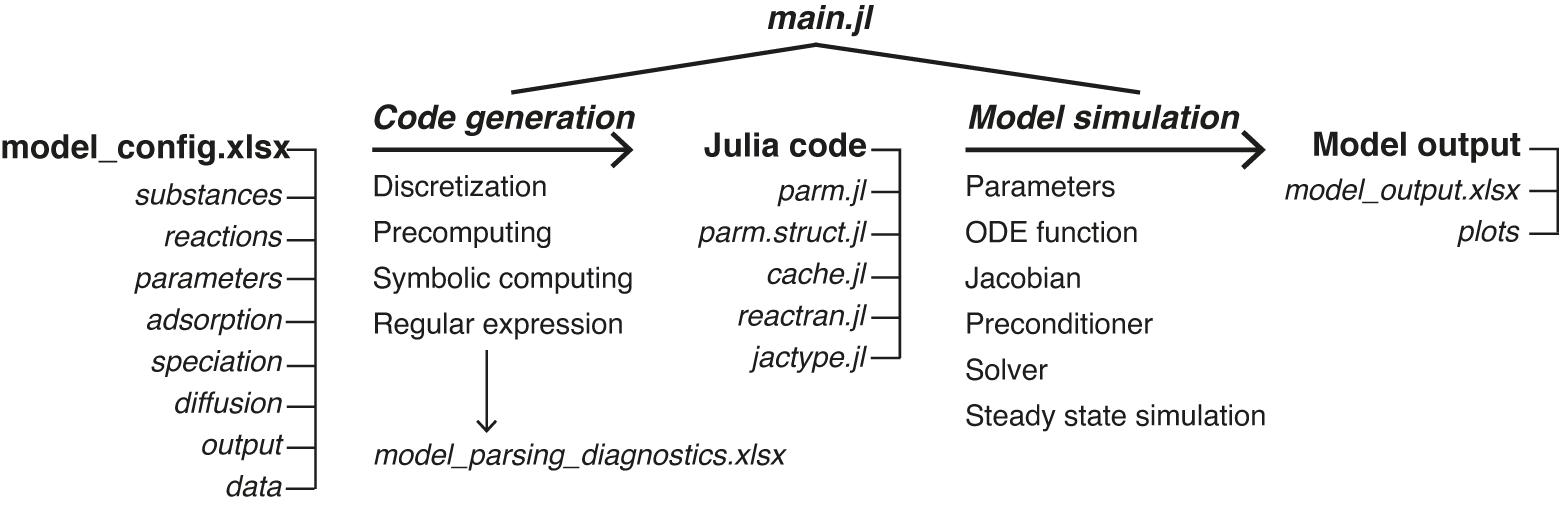 main.jl
model_config.xlsx
substances
reactions
parameters
adsorption
speciation
diffusion
output
data
Code generation
Discretization
Precomputing
Symbolic computing
Regular expression
model_parsing_diagnostics.xlsx
Julia code
parm.jl
parm.struct.jl
cache.jl
reactran.jl
jactype.jl
Model simulation
Parameters
ODE function
Jacobian
Preconditioner
Solver
Steady state simulation
Model output
model_output.xlsx
plots